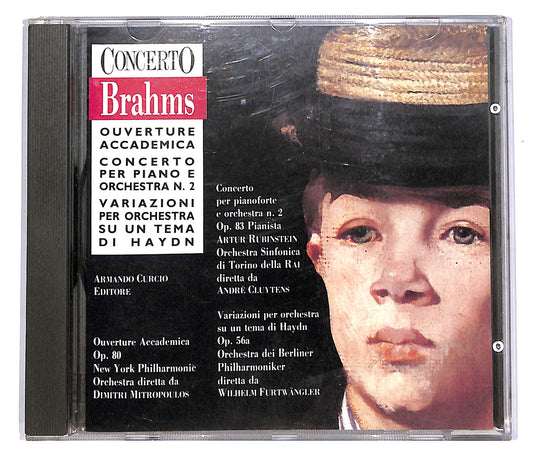 CONCERTO
Brahms
OUVERTURE
ACCADEMICA
CONCERTO
PER PIANO E
ORCHESTRA N. 2
VARIAZIONI
PER ORCHESTRA
SU UN TEMA
DI HAYDN
ARMANDO CURCIO
EDITORE
Ouverture Accademica
Op. 80
New York Philharmonic
Orchestra diretta da
DIMITRI MITROPOULOS
Concerto
per pianoforte
e orchestra n. 2
Op. 83 Pianista
ARTUR RUBINSTEIN
Orchestra Sinfonica
di Torino della RAI
diretta da
ANDRÉ CLUYTENS
Variazioni per orchestra
su un tema di Haydn
Op. 56a
Orchestra dei Berliner
Philharmoniker
diretta da
WILHELM FURTWÄNGLER